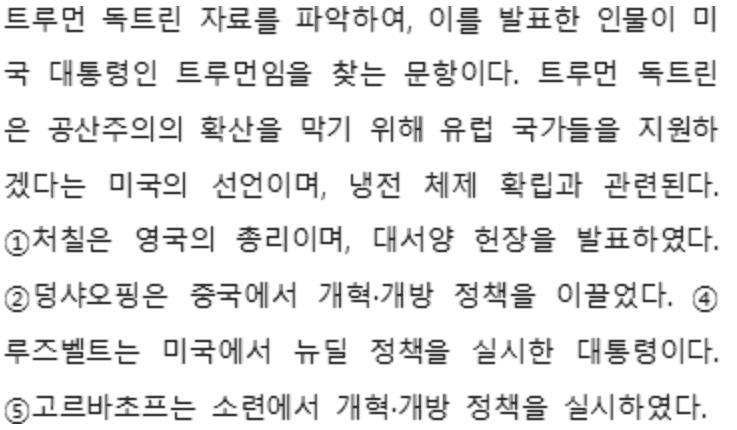 트루먼 독트린 자료를 파악하여, 이를 발표한 인물이 미
국 대통령인 트루먼임을 찾는 문항이다. 트루먼 독트린
은 공산주의의 확산을 막기 위해 유럽 국가들을 지원하
겠다는 미국의 선언이며, 냉전 체제 확립과 관련된다.
①처칠은 영국의 총리이며, 대서양 헌장을 발표하였다.
②덩샤오핑은 중국에서 개혁·개방 정책을 이끌었다. ④
루즈벨트는 미국에서 뉴딜 정책을 실시한 대통령이다.
⑤고르바초프는 소련에서 개혁·개방 정책을 실시하였다.